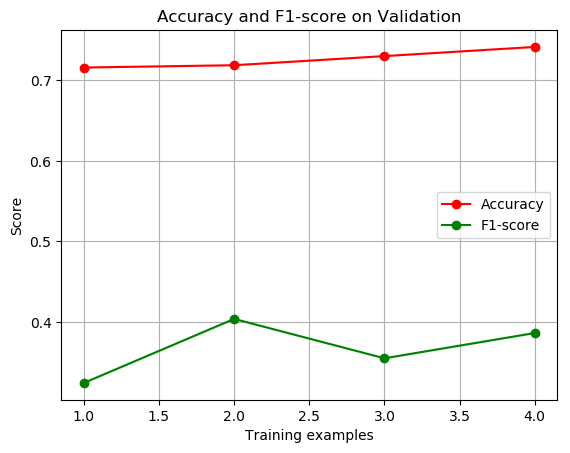 Accuracy and F1-score on Validation
Score
0.7
0.6
0.5
0.4
Accuracy
F1-score
1.0 1.5 2.0 2.5 3.0 3.5 4.0
Training examples